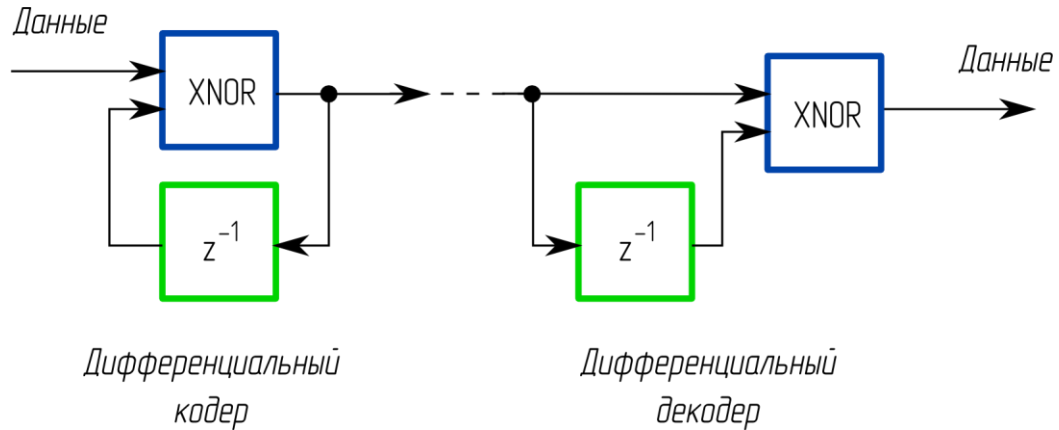 Данные
XNOR
z⁻¹
Дифференциальный
кодер
XNOR
Данные
z⁻¹
Дифференциальный
декодер